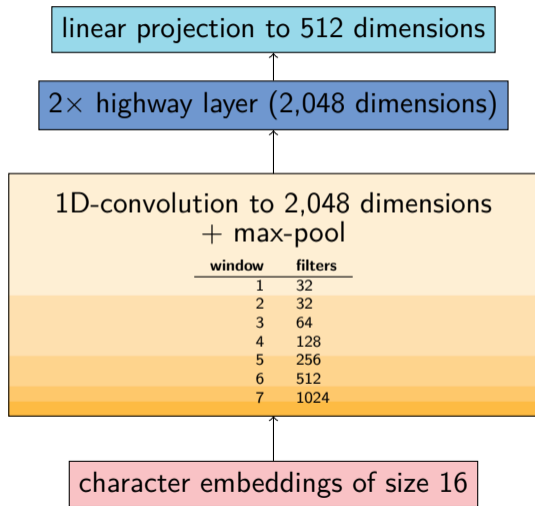 linear projection to 512 dimensions
2× highway layer (2,048 dimensions)
1D-convolution to 2,048 dimensions
+ max-pool
window filters
1 32
2 32
3 64
4 128
5 256
6 512
7 1024
character embeddings of size 16